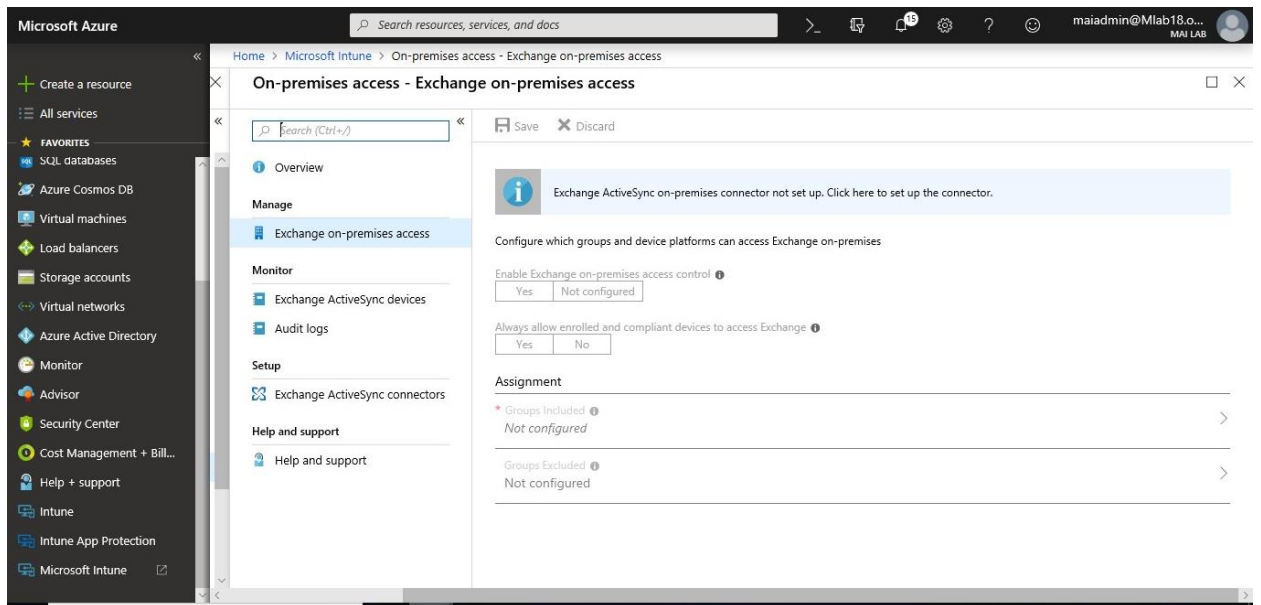 Microsoft Azure
Search resources, services, and docs
15
maiadmin@Mlab18.o...
MAI LAB
Home > Microsoft Intune > On-premises access - Exchange on-premises access
On-premises access - Exchange on-premises access
Create a resource
All services
FAVORITES
SQL databases
Azure Cosmos DB
Virtual machines
Load balancers
Storage accounts
Virtual networks
Azure Active Directory
Monitor
Advisor
Security Center
Cost Management + Bill...
Help + support
Intune
Intune App Protection
Microsoft Intune
Search (Ctrl+/)
Overview
Manage
Exchange on-premises access
Monitor
Exchange ActiveSync devices
Audit logs
Setup
Exchange ActiveSync connectors
Help and support
Help and support
Save Discard
Exchange ActiveSync on-premises connector not set up. Click here to set up the connector.
Configure which groups and device platforms can access Exchange on-premises
Enable Exchange on-premises access control
Yes Not configured
Always allow enrolled and compliant devices to access Exchange
Yes No
Assignment
* Groups Included
Not configured
Groups Excluded
Not configured